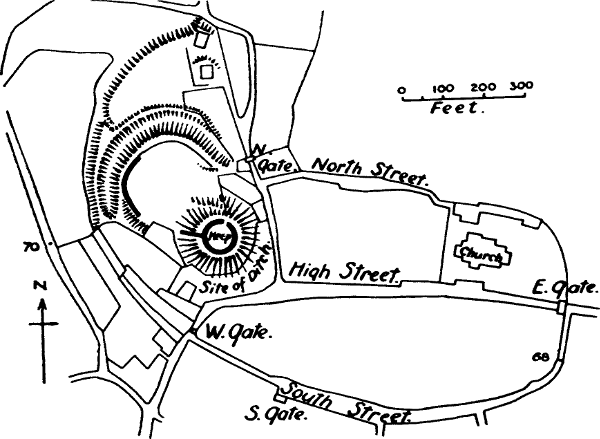 0 100 200 300
Feet.
N. Gate.
North Street.
Keep
Church
Site of Ditch
High Street.
E. Gate.
70
N
W. Gate.
68
South Street.
S. Gate.